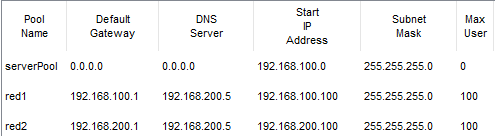 Pool Name Default Gateway DNS Server Start IP Address Subnet Mask Max User
serverPool 0.0.0.0 0.0.0.0 192.168.100.0 255.255.255.0 0
red1 192.168.100.1 192.168.200.5 192.168.100.100 255.255.255.0 100
red2 192.168.200.1 192.168.200.5 192.168.200.100 255.255.255.0 100